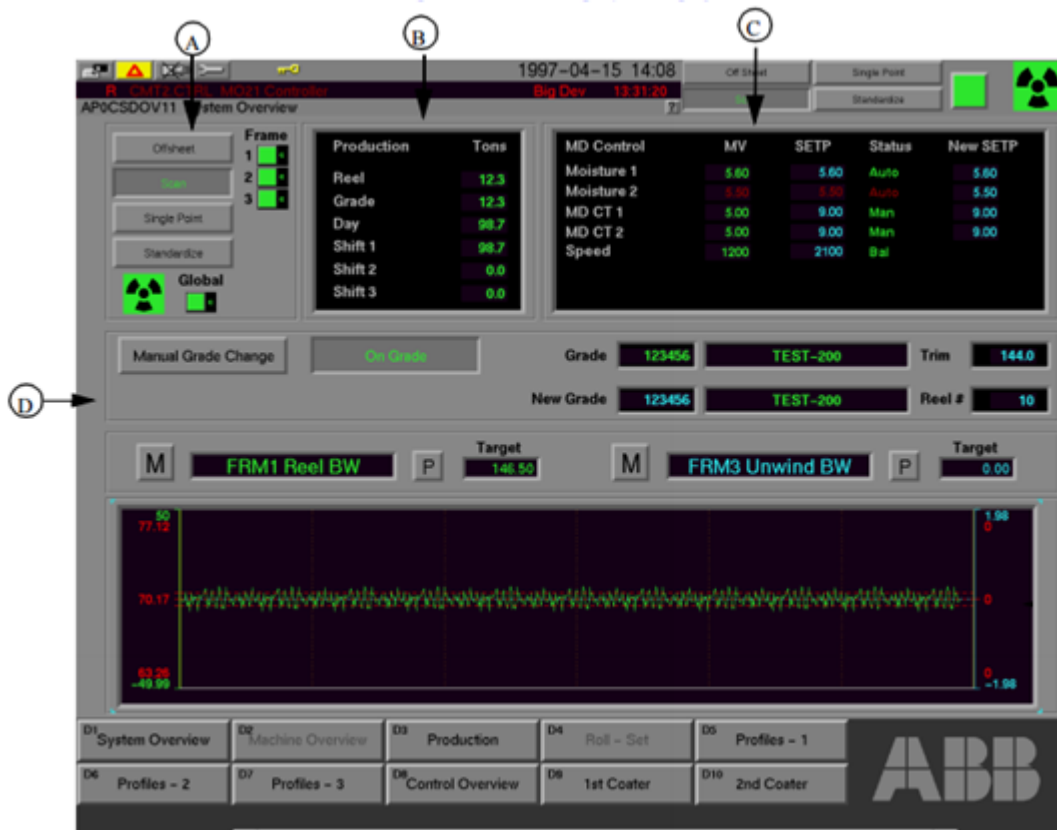 A
B
C
1997-04-15 14:08
Off Sheet
Single Point
R CMT2 CTRL MO21 Controller
Big Dev 13:31:20
Standardize
AP0CSDOV11 System Overview
?
Offsheet
Frame
1
Scan
2
3
Single Point
Standardize
Global
Production Tons
Reel 12.3
Grade 12.3
Day 98.7
Shift 1 98.7
Shift 2 0.0
Shift 3 0.0
MD Control MV SETP Status New SETP
Moisture 1 5.60 5.60 Auto 5.60
Moisture 2 5.50 5.50 Auto 5.50
MD CT 1 5.00 9.00 Man 9.00
MD CT 2 5.00 9.00 Man 9.00
Speed 1200 2100 Bal
Manual Grade Change
On Grade
Grade 123456 TEST-200 Trim 144.0
D
New Grade 123456 TEST-200 Reel # 10
M FRM1 Reel BW P Target 146.50
M FRM3 Unwind BW P Target 0.00
50
77.12
70.17
63.26
-49.99
1.98
0
0
0
-1.98
D1 System Overview
D2 Machine Overview
D3 Production
D4 Roll - Set
D5 Profiles - 1
D6 Profiles - 2
D7 Profiles - 3
D8 Control Overview
D9 1st Coater
D10 2nd Coater
ABB